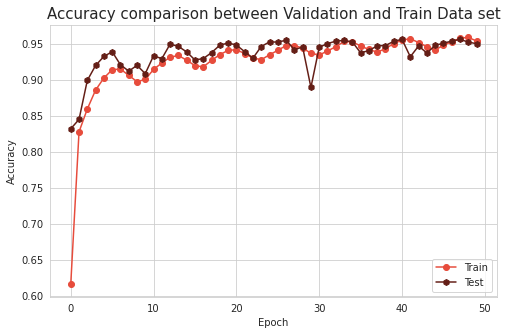 Accuracy comparison between Validation and Train Data set
0.95
0.90
0.85
0.80
0.75
0.70
0.65
0.60
Accuracy
0 10 20 30 40 50
Epoch
Train
Test